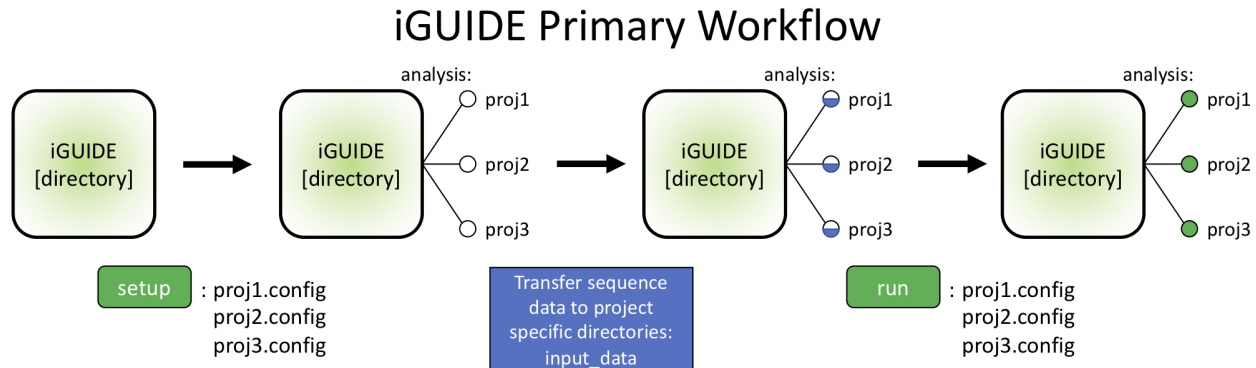 iGUIDE Primary Workflow
iGUIDE
[directory]
iGUIDE
[directory]
analysis:
proj1
proj2
proj3
iGUIDE
[directory]
analysis:
proj1
proj2
proj3
iGUIDE
[directory]
analysis:
proj1
proj2
proj3
setup : proj1.config
proj2.config
proj3.config
Transfer sequence
data to project
specific directories:
input_data
run : proj1.config
proj2.config
proj3.config